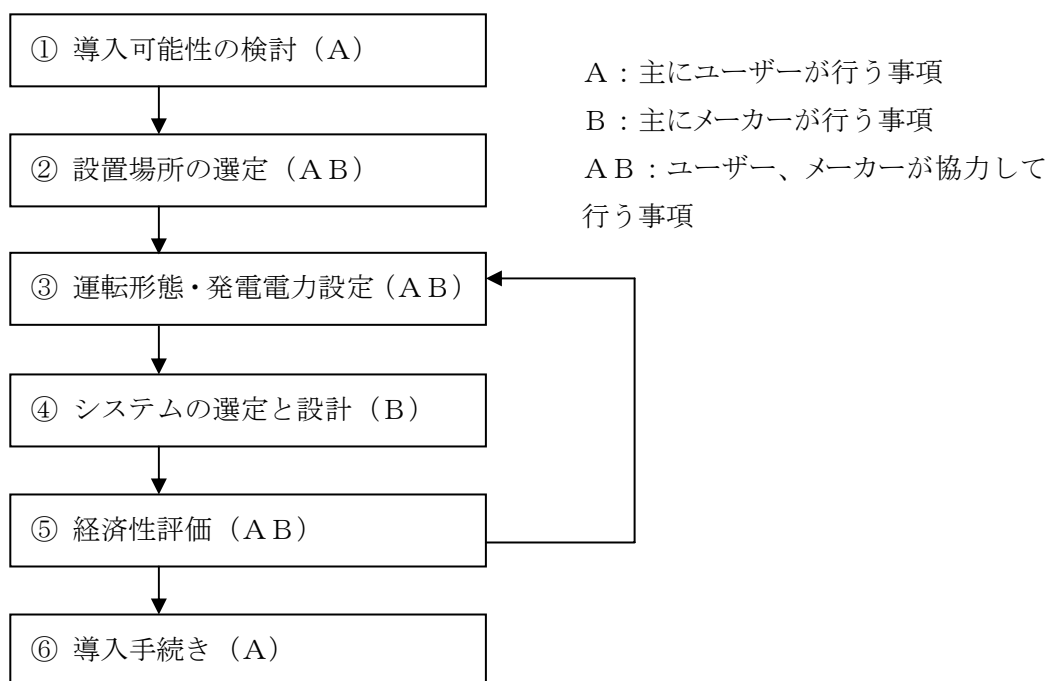 ① 導入可能性の検討(A)
② 設置場所の選定(AB)
③ 運転形態・発電電力設定(AB)
④ システムの選定と設計(B)
⑤ 経済性評価(AB)
⑥ 導入手続き(A)
A:主にユーザーが行う事項
B:主にメーカーが行う事項
AB:ユーザー、メーカーが協力して
行う事項